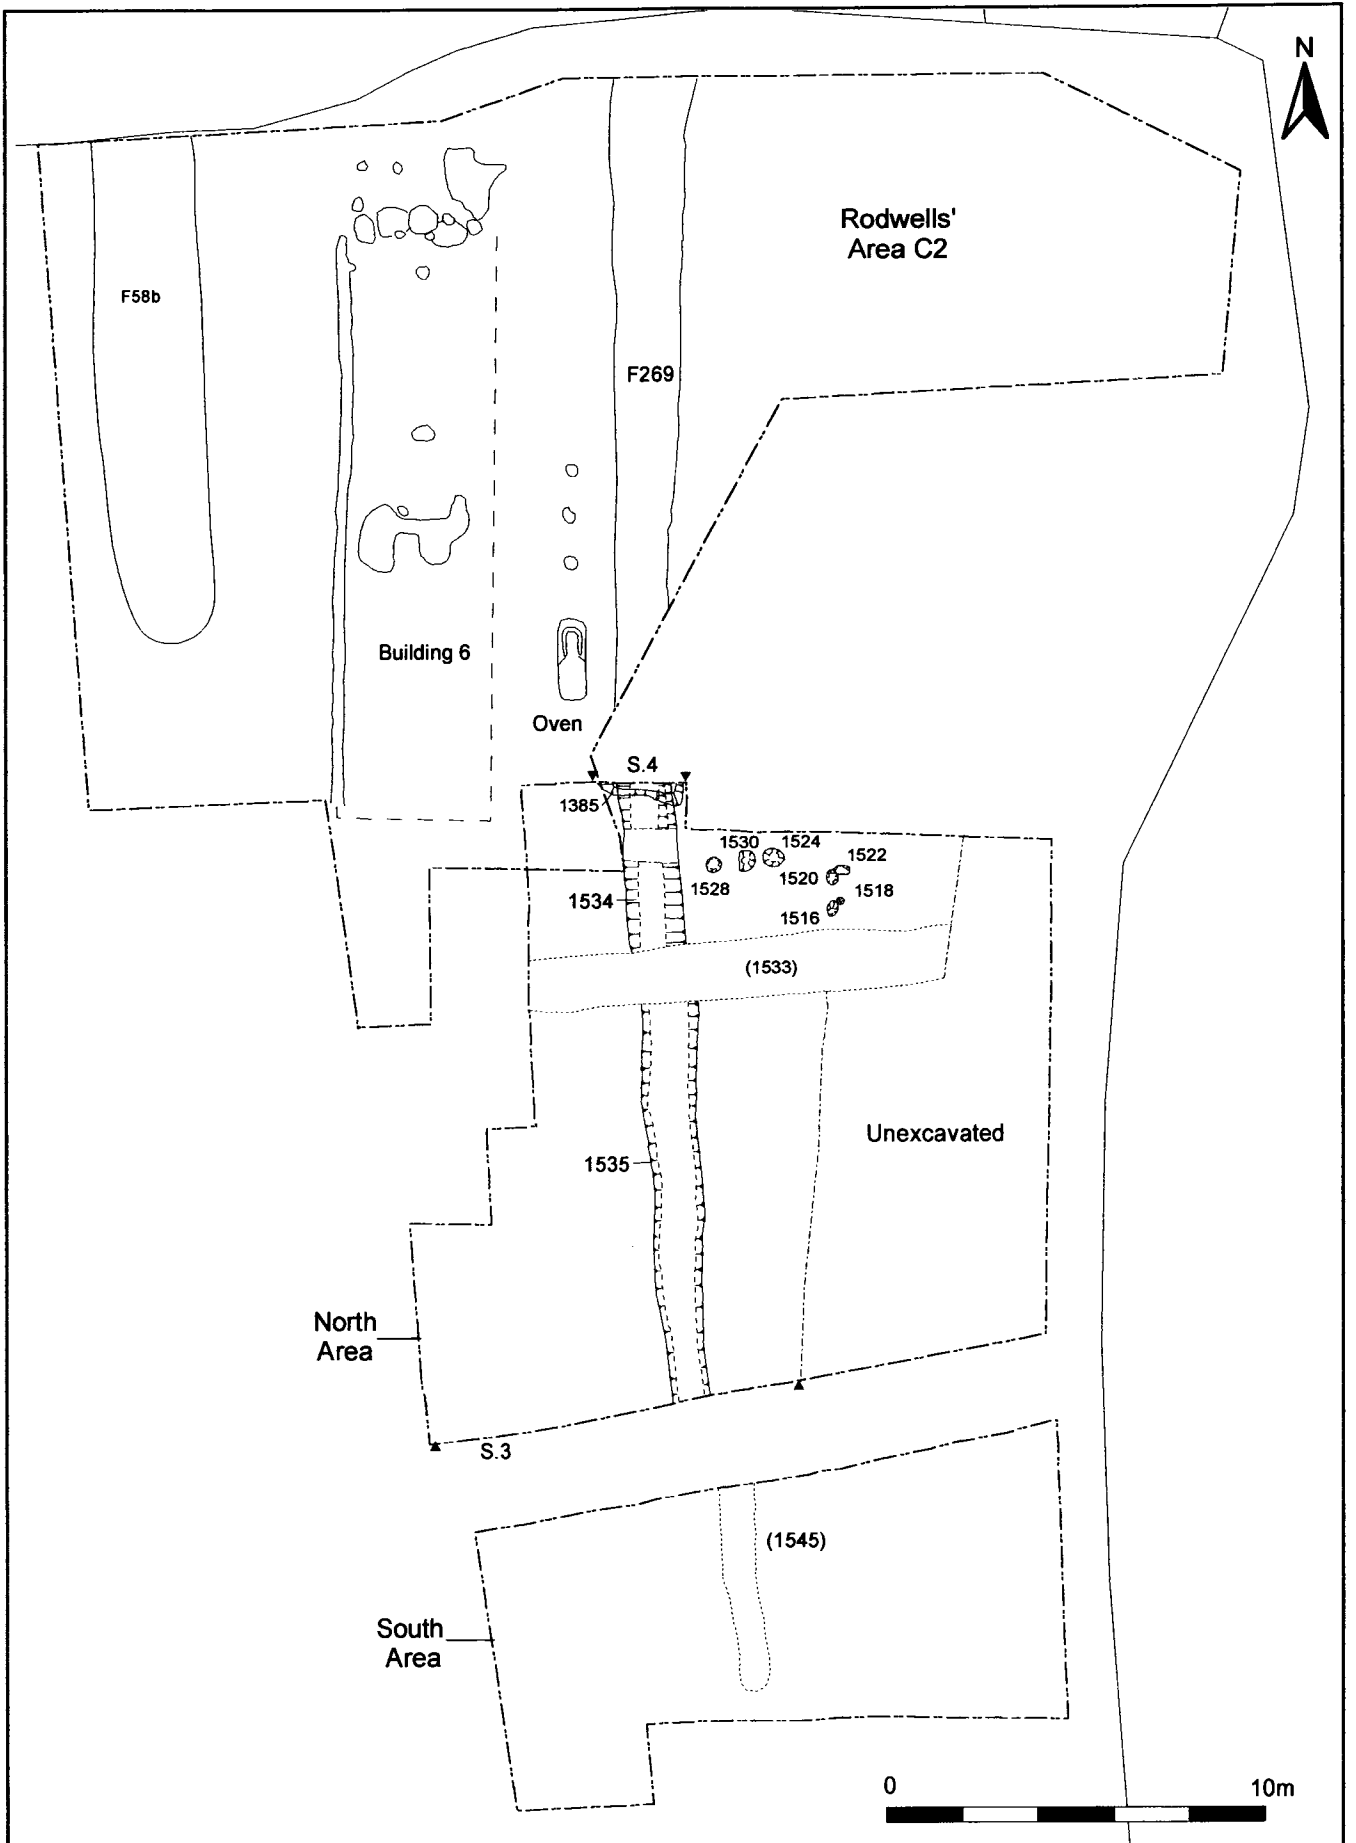 N
Rodwells'
Area C2
F58b
F269
Building 6
Oven
S.4
1385
1530
1524
1522
1528
1520
1518
1534
1516
(1533)
1535
Unexcavated
North
Area
S.3
(1545)
South
Area
0
10m